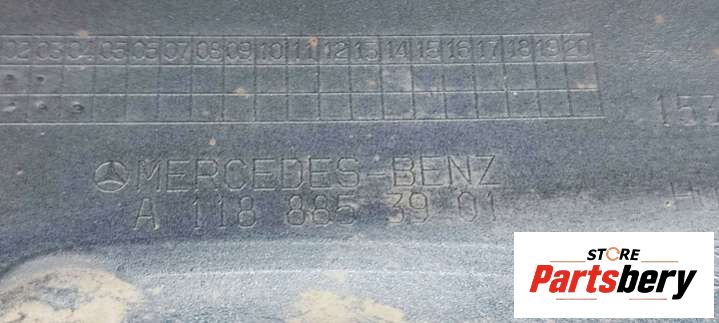 02 03 04 05 06 07 08 09 10 11 12 13 14 15 16 17 18 19 20
153
MERCEDES-BENZ
A 118 885 39 01
STORE
Partsbery